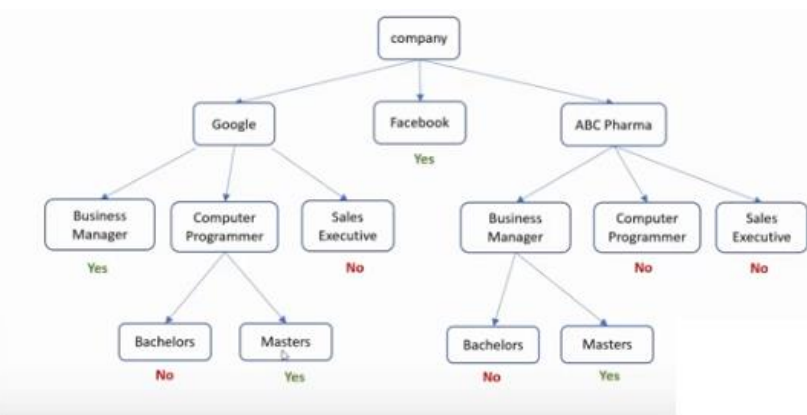 company
Google
Facebook
ABC Pharma
Yes
Business
Manager
Computer
Programmer
Sales
Executive
Business
Manager
Computer
Programmer
Sales
Executive
Yes
No
No
No
Bachelors
Masters
Bachelors
Masters
No
Yes
No
Yes